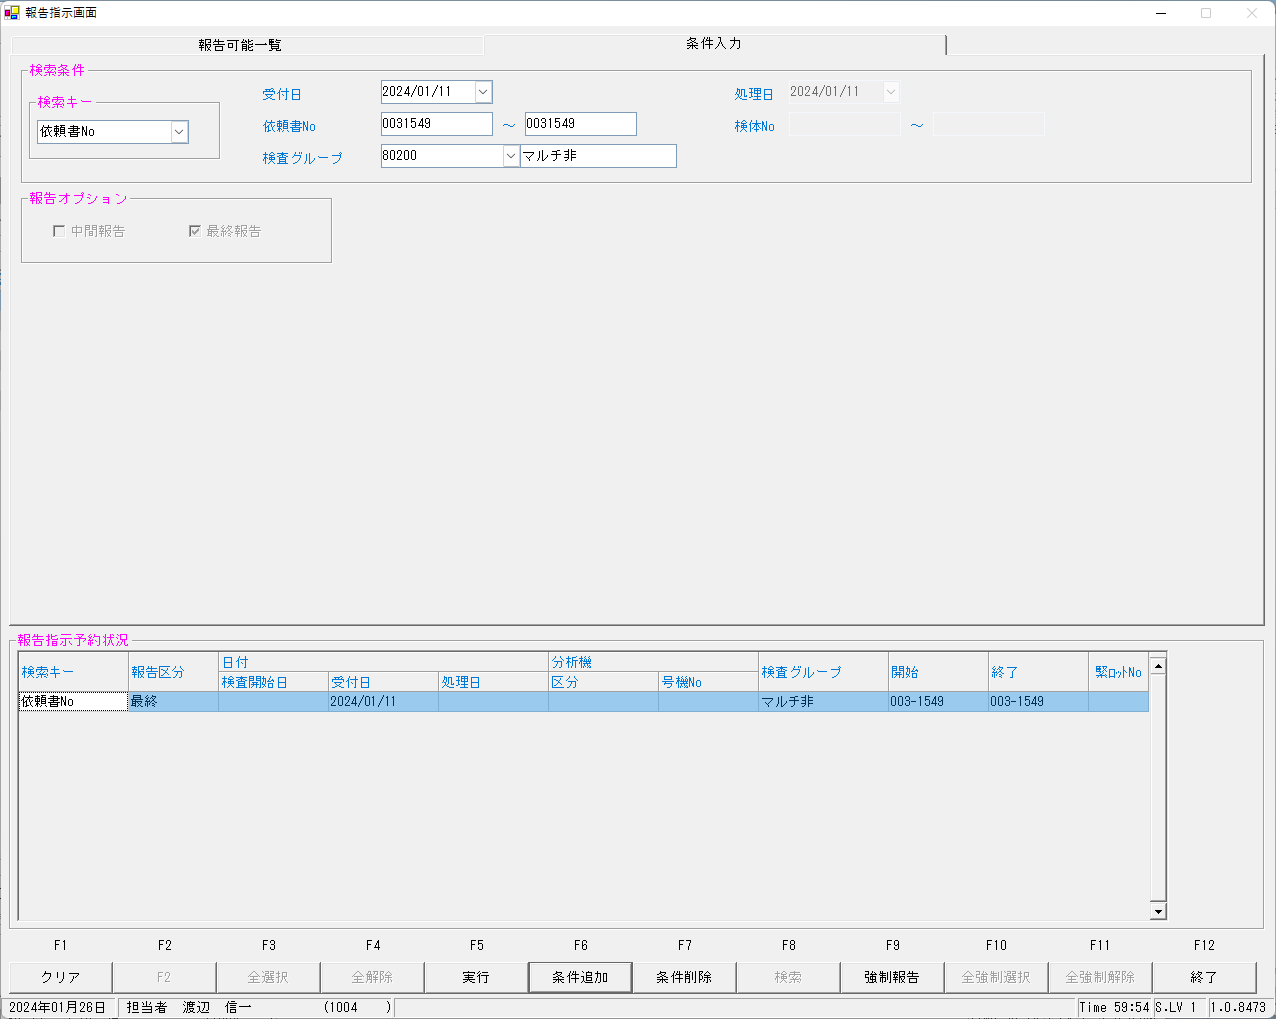 報告指示画面
報告可能一覧 条件入力
検索条件
検索キー
依頼書No
受付日 2024/01/11 処理日 2024/01/11
依頼書No 0031549 ～ 0031549 検体No ～
検査グループ 80200 マルチ非
報告オプション
中間報告 最終報告
報告指示予約状況
検索キー 報告区分 日付 分析機 検査グループ 開始 終了 緊ﾛｯﾄNo
検査開始日 受付日 処理日 区分 号機No
依頼書No 最終 2024/01/11 マルチ非 003-1549 003-1549
F1 F2 F3 F4 F5 F6 F7 F8 F9 F10 F11 F12
クリア F2 全選択 全解除 実行 条件追加 条件削除 検索 強制報告 全強制選択 全強制解除 終了
2024年01月26日 担当者 渡辺 信一 (1004 ) Time 59:54 S.LV 1 1.0.8473